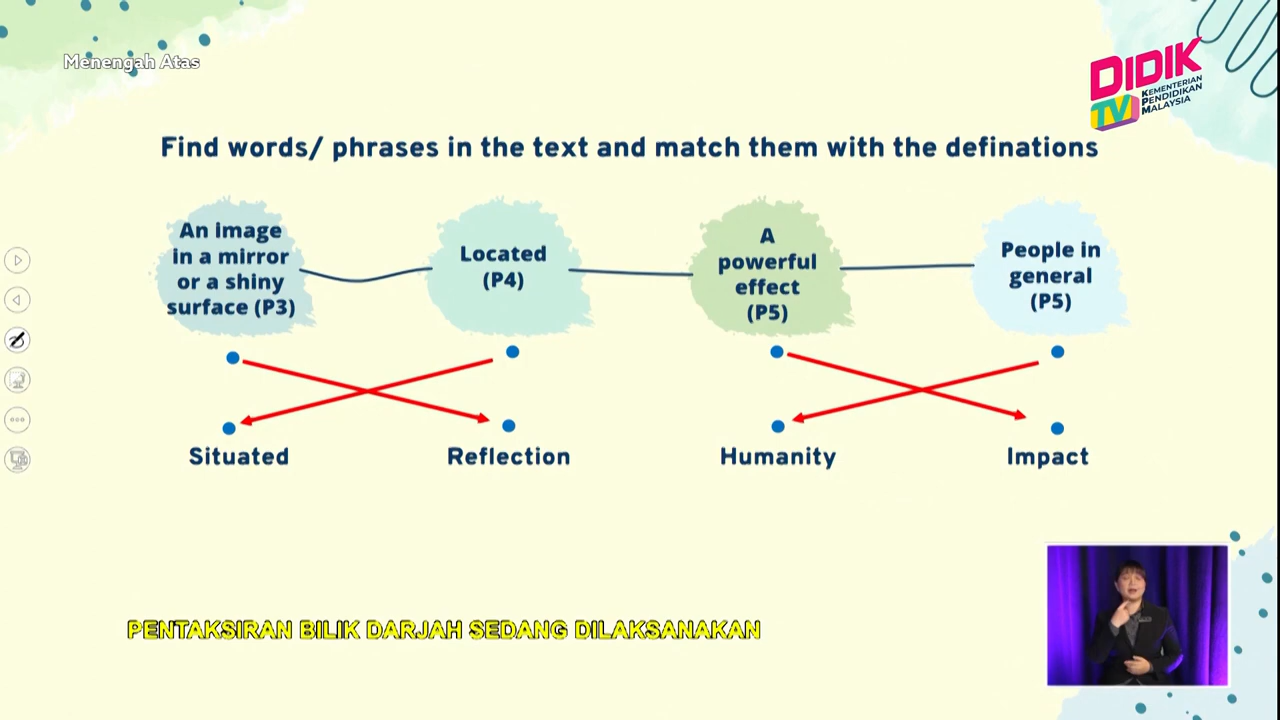 Menengah Atas
DIDIK
TV
KEMENTERIAN
PENDIDIKAN
MALAYSIA
Find words/ phrases in the text and match them with the definations
An image
in a mirror
or a shiny
surface (P3)
Located
(P4)
A
powerful
effect
(P5)
People in
general
(P5)
Situated
Reflection
Humanity
Impact
PENTAKSIRAN BILIK DARJAH SEDANG DILAKSANAKAN